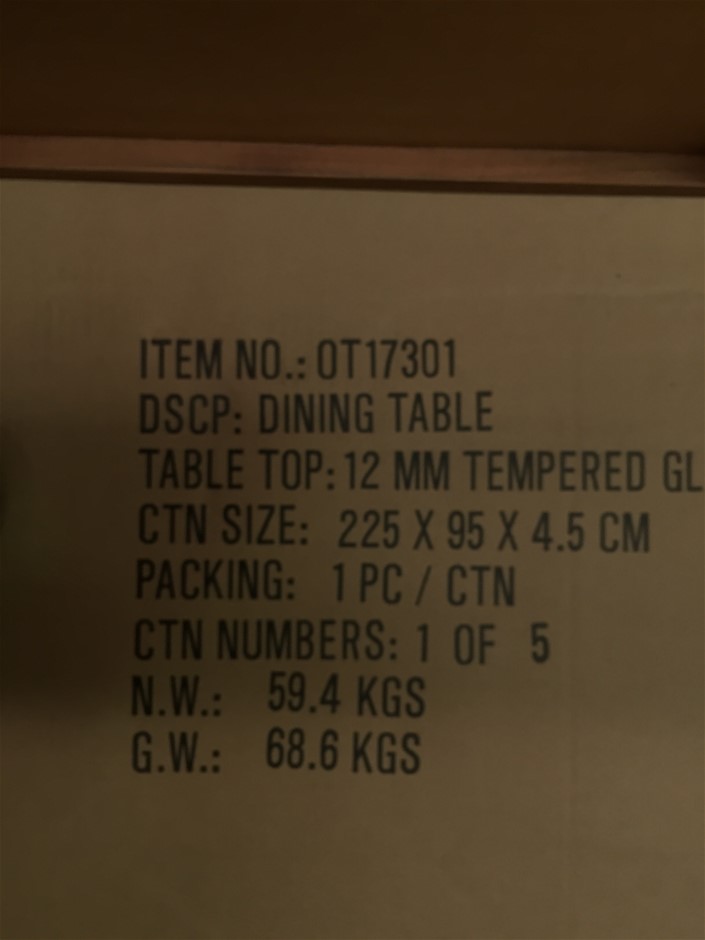 ITEM NO.: OT17301
DSCP: DINING TABLE
TABLE TOP: 12 MM TEMPERED GL
CTN SIZE: 225 X 95 X 4.5 CM
PACKING: 1 PC / CTN
CTN NUMBERS: 1 OF 5
N.W.: 59.4 KGS
G.W.: 68.6 KGS